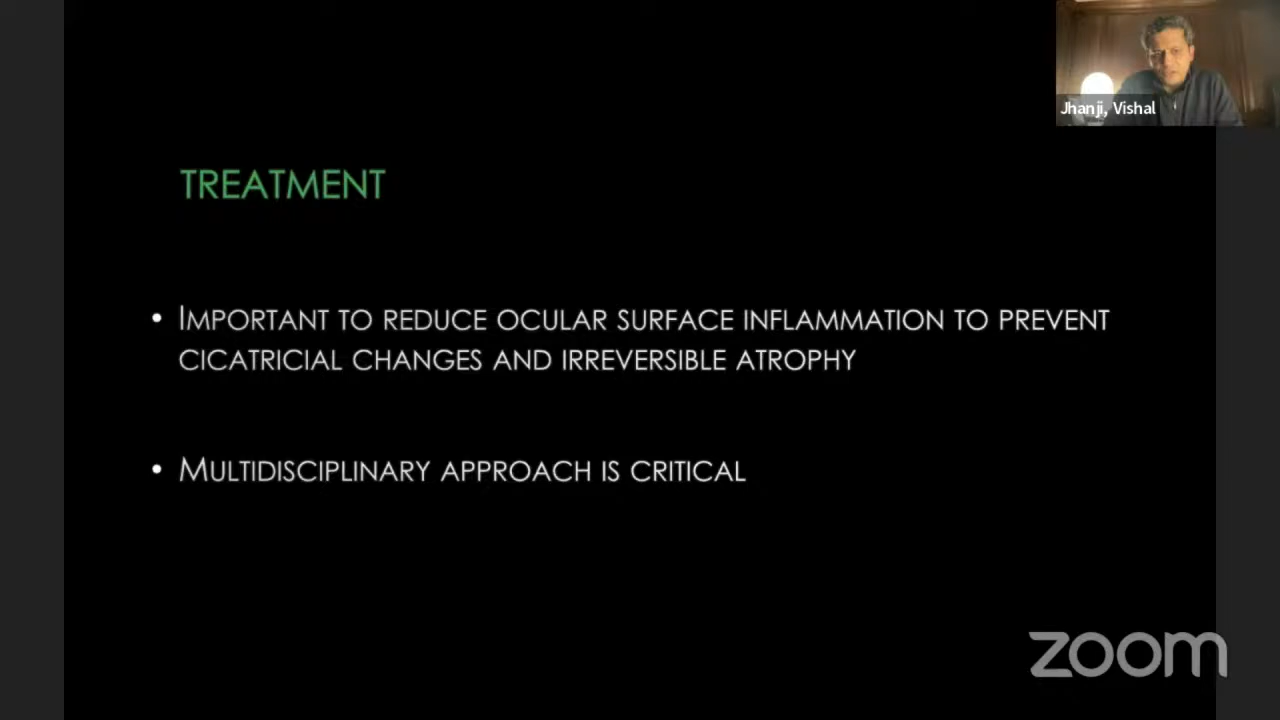 Jhanji, Vishal
TREATMENT
• IMPORTANT TO REDUCE OCULAR SURFACE INFLAMMATION TO PREVENT
CICATRICIAL CHANGES AND IRREVERSIBLE ATROPHY
• MULTIDISCIPLINARY APPROACH IS CRITICAL
zoom